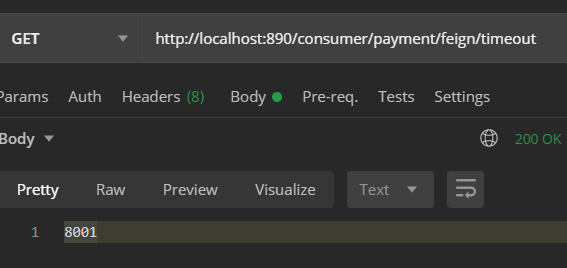 GET http://localhost:890/consumer/payment/feign/timeout
Params Auth Headers (8) Body Pre-req. Tests Settings
Body 200 OK
Pretty Raw Preview Visualize Text
1 8001